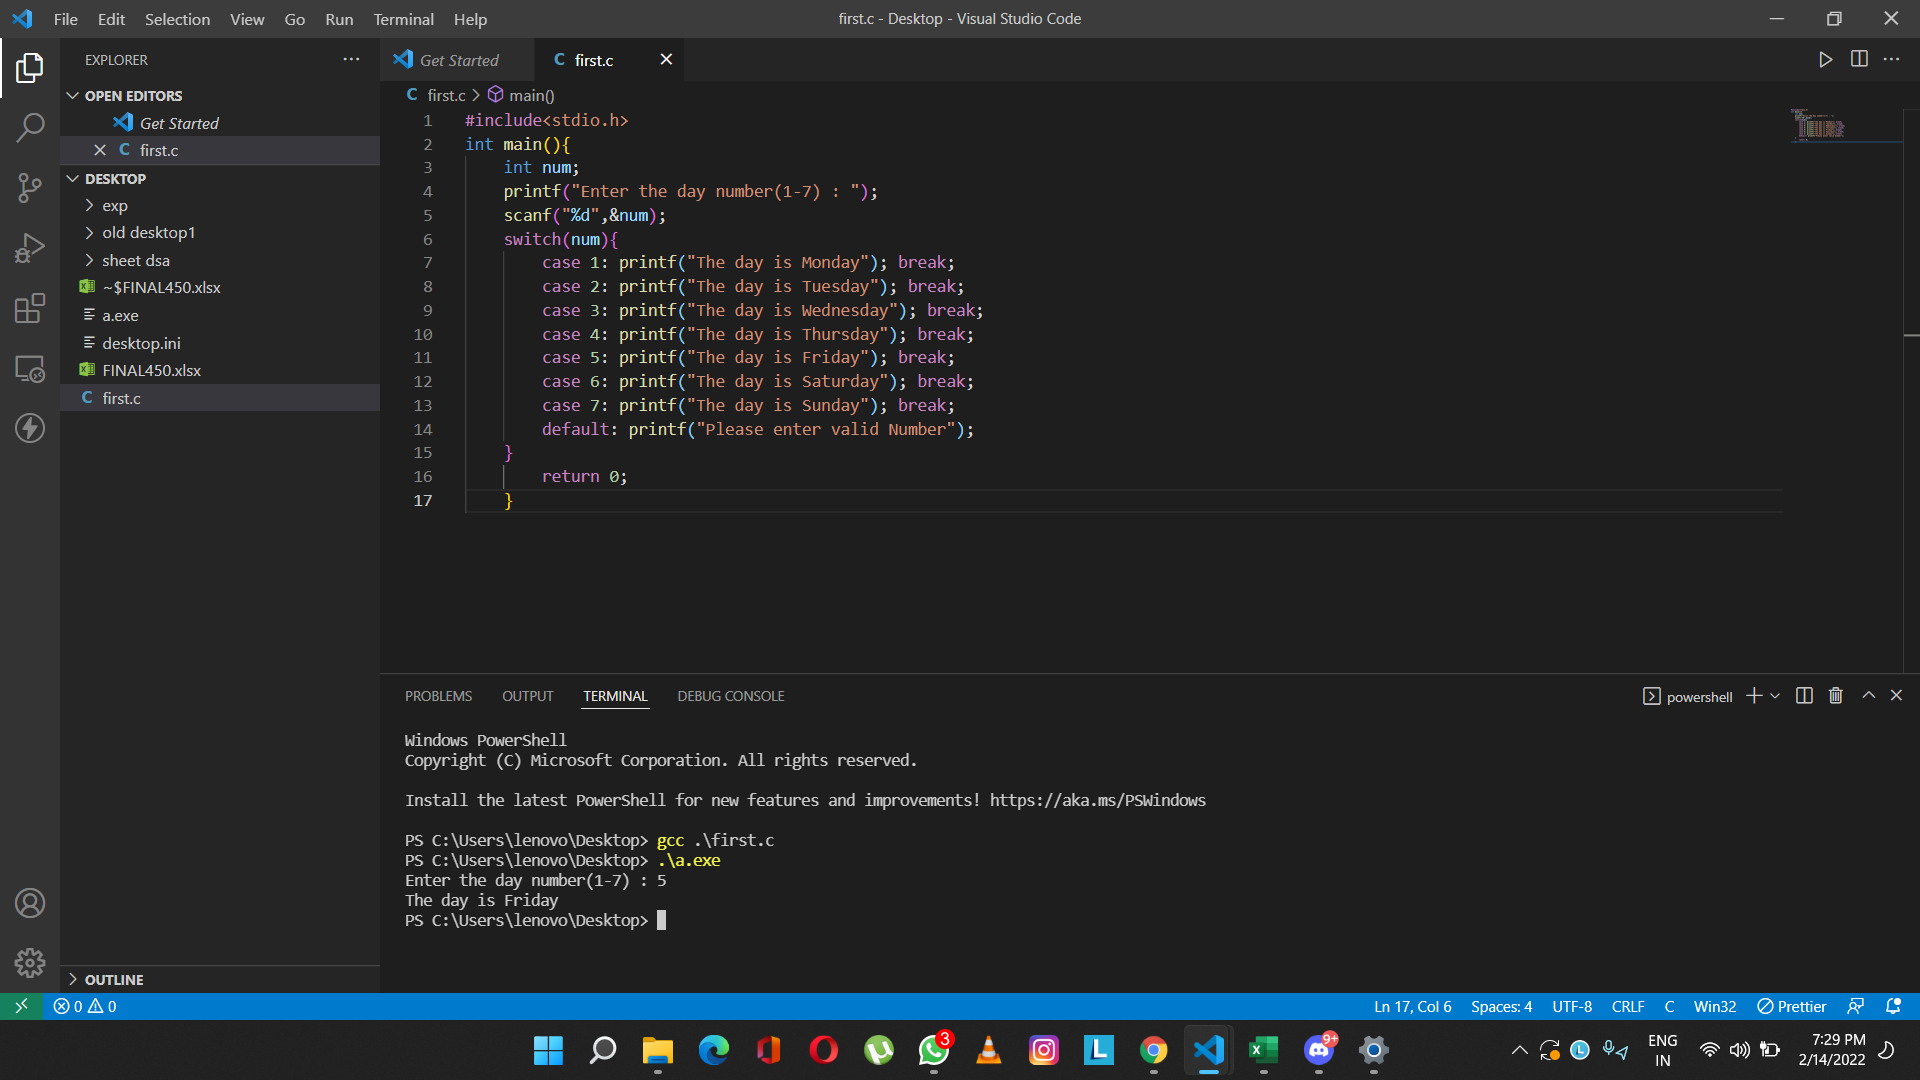 File Edit Selection View Go Run Terminal Help
first.c - Desktop - Visual Studio Code
EXPLORER
OPEN EDITORS
Get Started
first.c
DESKTOP
exp
old desktop1
sheet dsa
~$FINAL450.xlsx
a.exe
desktop.ini
FINAL450.xlsx
C first.c
OUTLINE
Get Started
C first.c
C first.c > main()
1 #include<stdio.h>
2 int main(){
3 int num;
4 printf("Enter the day number(1-7) : ");
5 scanf("%d",&num);
6 switch(num){
7 case 1: printf("The day is Monday"); break;
8 case 2: printf("The day is Tuesday"); break;
9 case 3: printf("The day is Wednesday"); break;
10 case 4: printf("The day is Thursday"); break;
11 case 5: printf("The day is Friday"); break;
12 case 6: printf("The day is Saturday"); break;
13 case 7: printf("The day is Sunday"); break;
14 default: printf("Please enter valid Number");
15 }
16 return 0;
17 }
PROBLEMS OUTPUT TERMINAL DEBUG CONSOLE
powershell
Windows PowerShell
Copyright (C) Microsoft Corporation. All rights reserved.
Install the latest PowerShell for new features and improvements! https://aka.ms/PSWindows
PS C:\Users\lenovo\Desktop> gcc .\first.c
PS C:\Users\lenovo\Desktop> .\a.exe
Enter the day number(1-7) : 5
The day is Friday
PS C:\Users\lenovo\Desktop>
0 0
Ln 17, Col 6 Spaces: 4 UTF-8 CRLF C Win32 Prettier
3
L
9+
ENG
IN
7:29 PM
2/14/2022